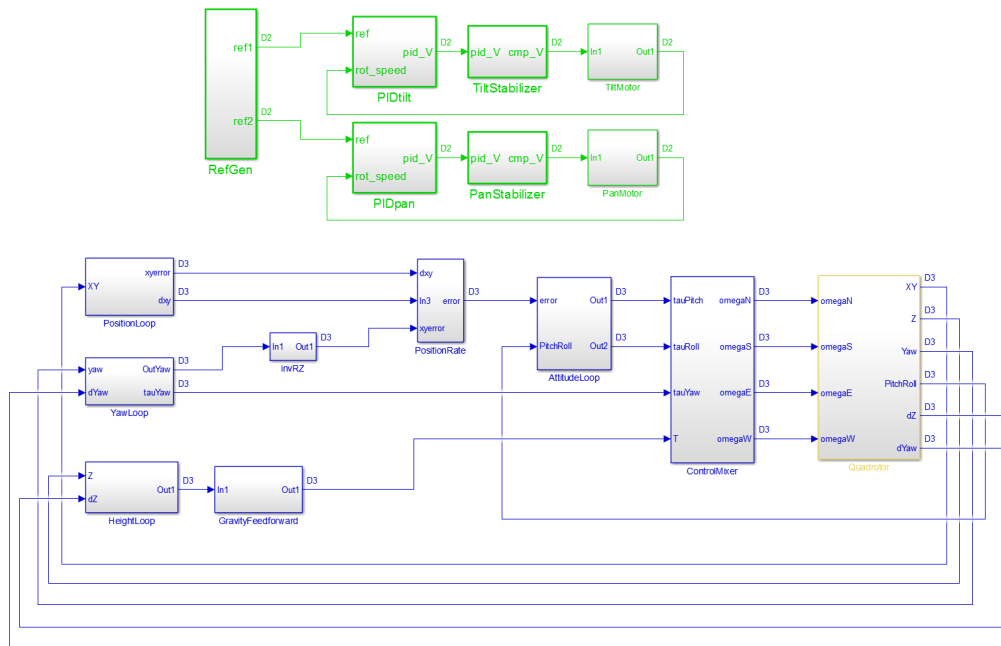 D2
ref1
D2
ref2
RefGen
ref
pid_V
rot_speed
D2
PIDtilt
pid_V
cmp_V
D2
TiltStabilizer
In1
Out1
D2
TiltMotor
ref
pid_V
rot_speed
D2
PIDpan
pid_V
cmp_V
D2
PanStabilizer
In1
Out1
D2
PanMotor
xyerror
D3
XY
dxy
D3
PositionLoop
yaw
OutYaw
D3
dYaw
tauYaw
D3
YawLoop
In1
Out1
D3
invRZ
dxy
In3
error
D3
xyerror
PositionRate
Z
Out1
D3
dZ
HeightLoop
In1
Out1
D3
GravityFeedforward
error
Out1
D3
PitchRoll
Out2
D3
AttitudeLoop
tauPitch
omegaN
D3
tauRoll
omegaS
D3
tauYaw
omegaE
D3
T
omegaW
D3
ControlMixer
omegaN
omegaS
omegaE
omegaW
XY
D3
Z
D3
Yaw
D3
PitchRoll
D3
dZ
D3
dYaw
D3
Quadrotor